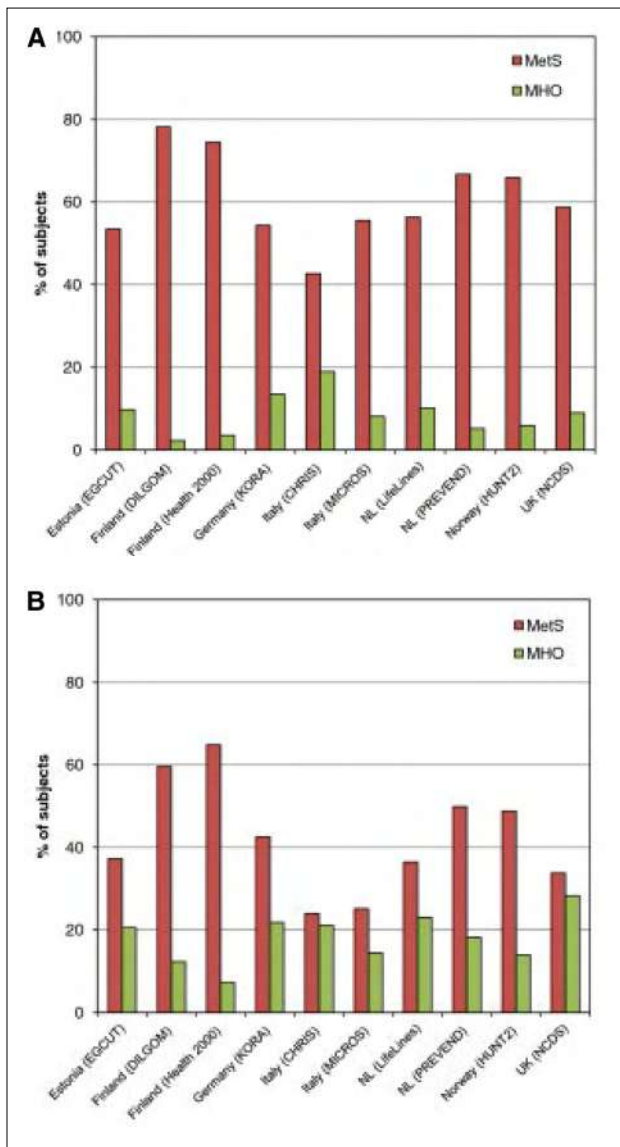 A
100
80
60
40
20
0
% of subjects
MetS
MHO
Estonia (EGCUT)
Finland (DILGOM)
Finland (Health 2000)
Germany (KORA)
Italy (CHRIS)
Italy (MICROS)
NL (LifeLines)
NL (PREVEND)
Norway (HUNT2)
UK (NCDS)
B
100
80
60
40
20
0
% of subjects
MetS
MHO
Estonia (EGCUT)
Finland (DILGOM)
Finland (Health 2000)
Germany (KORA)
Italy (CHRIS)
Italy (MICROS)
NL (LifeLines)
NL (PREVEND)
Norway (HUNT2)
UK (NCDS)